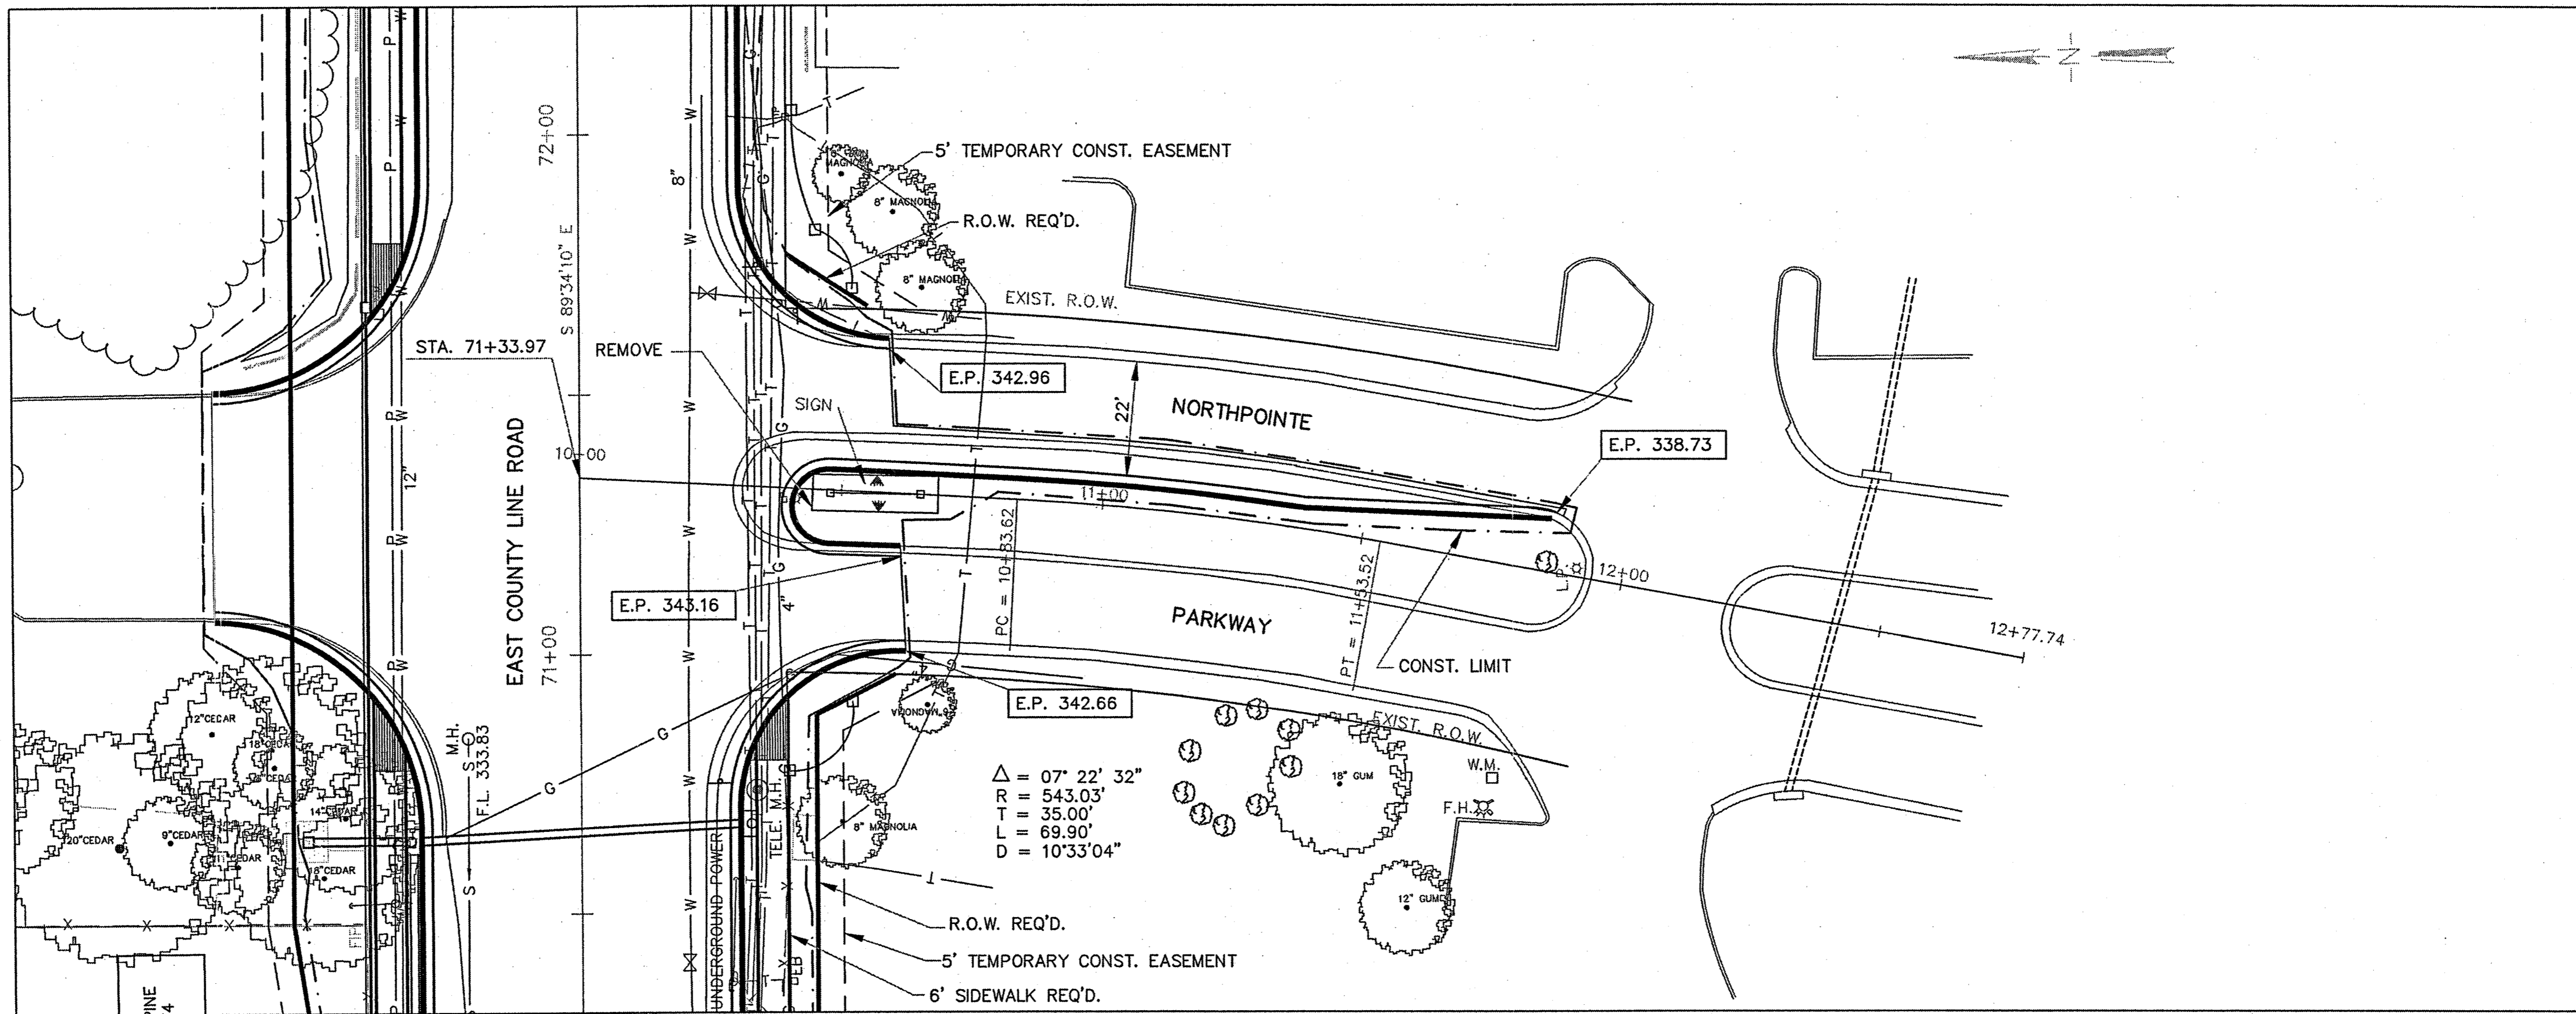 N
72+00
8"
5' TEMPORARY CONST. EASEMENT
8" MAGNOLIA
R.O.W. REQ'D.
8" MAGNOLIA
S 89°34'10" E
EXIST. R.O.W.
STA. 71+33.97
REMOVE
E.P. 342.96
SIGN
22'
NORTHPOINTE
E.P. 338.73
10+00
11+00
12"
EAST COUNTY LINE ROAD
PC = 10+83.62
PT = 11+53.52
L.P.
12+00
E.P. 343.16
4"
PARKWAY
12+77.74
71+00
CONST. LIMIT
E.P. 342.66
EXIST. R.O.W.
12"CEDAR
M.H.
F.L. 333.83
△ = 07° 22' 32"
R = 543.03'
T = 35.00'
L = 69.90'
D = 10°33'04"
18" GUM
W.M.
F.H.
14"CEDAR
20"CEDAR
9"CEDAR
18"CEDAR
TELE. M.H.
8" MAGNOLIA
UNDERGROUND POWER
12" GUM
R.O.W. REQ'D.
5' TEMPORARY CONST. EASEMENT
6' SIDEWALK REQ'D.
PINE